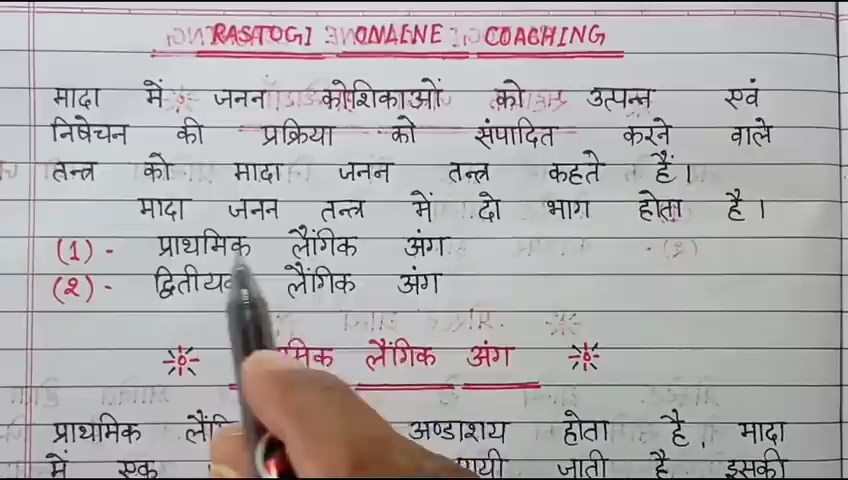 RASTOGI ONLINE COACHING
मादा में जनन कोशिकाओं को उत्पन्न एवं
निषेचन की प्रक्रिया को संपादित करने वाले
तन्त्र को मादा जनन तन्त्र कहते हैं।
मादा जनन तन्त्र में दो भाग होता है।
(1)- प्राथमिक लैंगिक अंग
(2)- द्वितीयक लैंगिक अंग
लैंगिक अंग
प्राथमिक अण्डाशय होता है, मादा
में एक जाती है इसकी